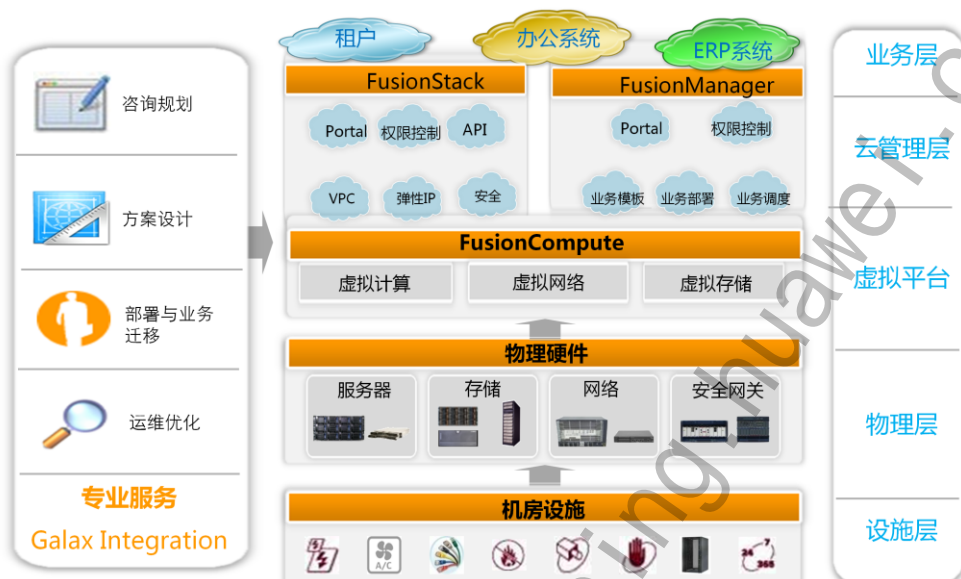 咨询规划
方案设计
部署与业务
迁移
运维优化
专业服务
Galax Integration
租户
办公系统
ERP系统
FusionStack
FusionManager
Portal
权限控制
API
Portal
权限控制
VPC
弹性IP
安全
业务模板
业务部署
业务调度
FusionCompute
虚拟计算
虚拟网络
虚拟存储
物理硬件
服务器
存储
网络
安全网关
机房设施
A/C
7
24
365
业务层
云管理层
虚拟平台
物理层
设施层
ing.huawei.c